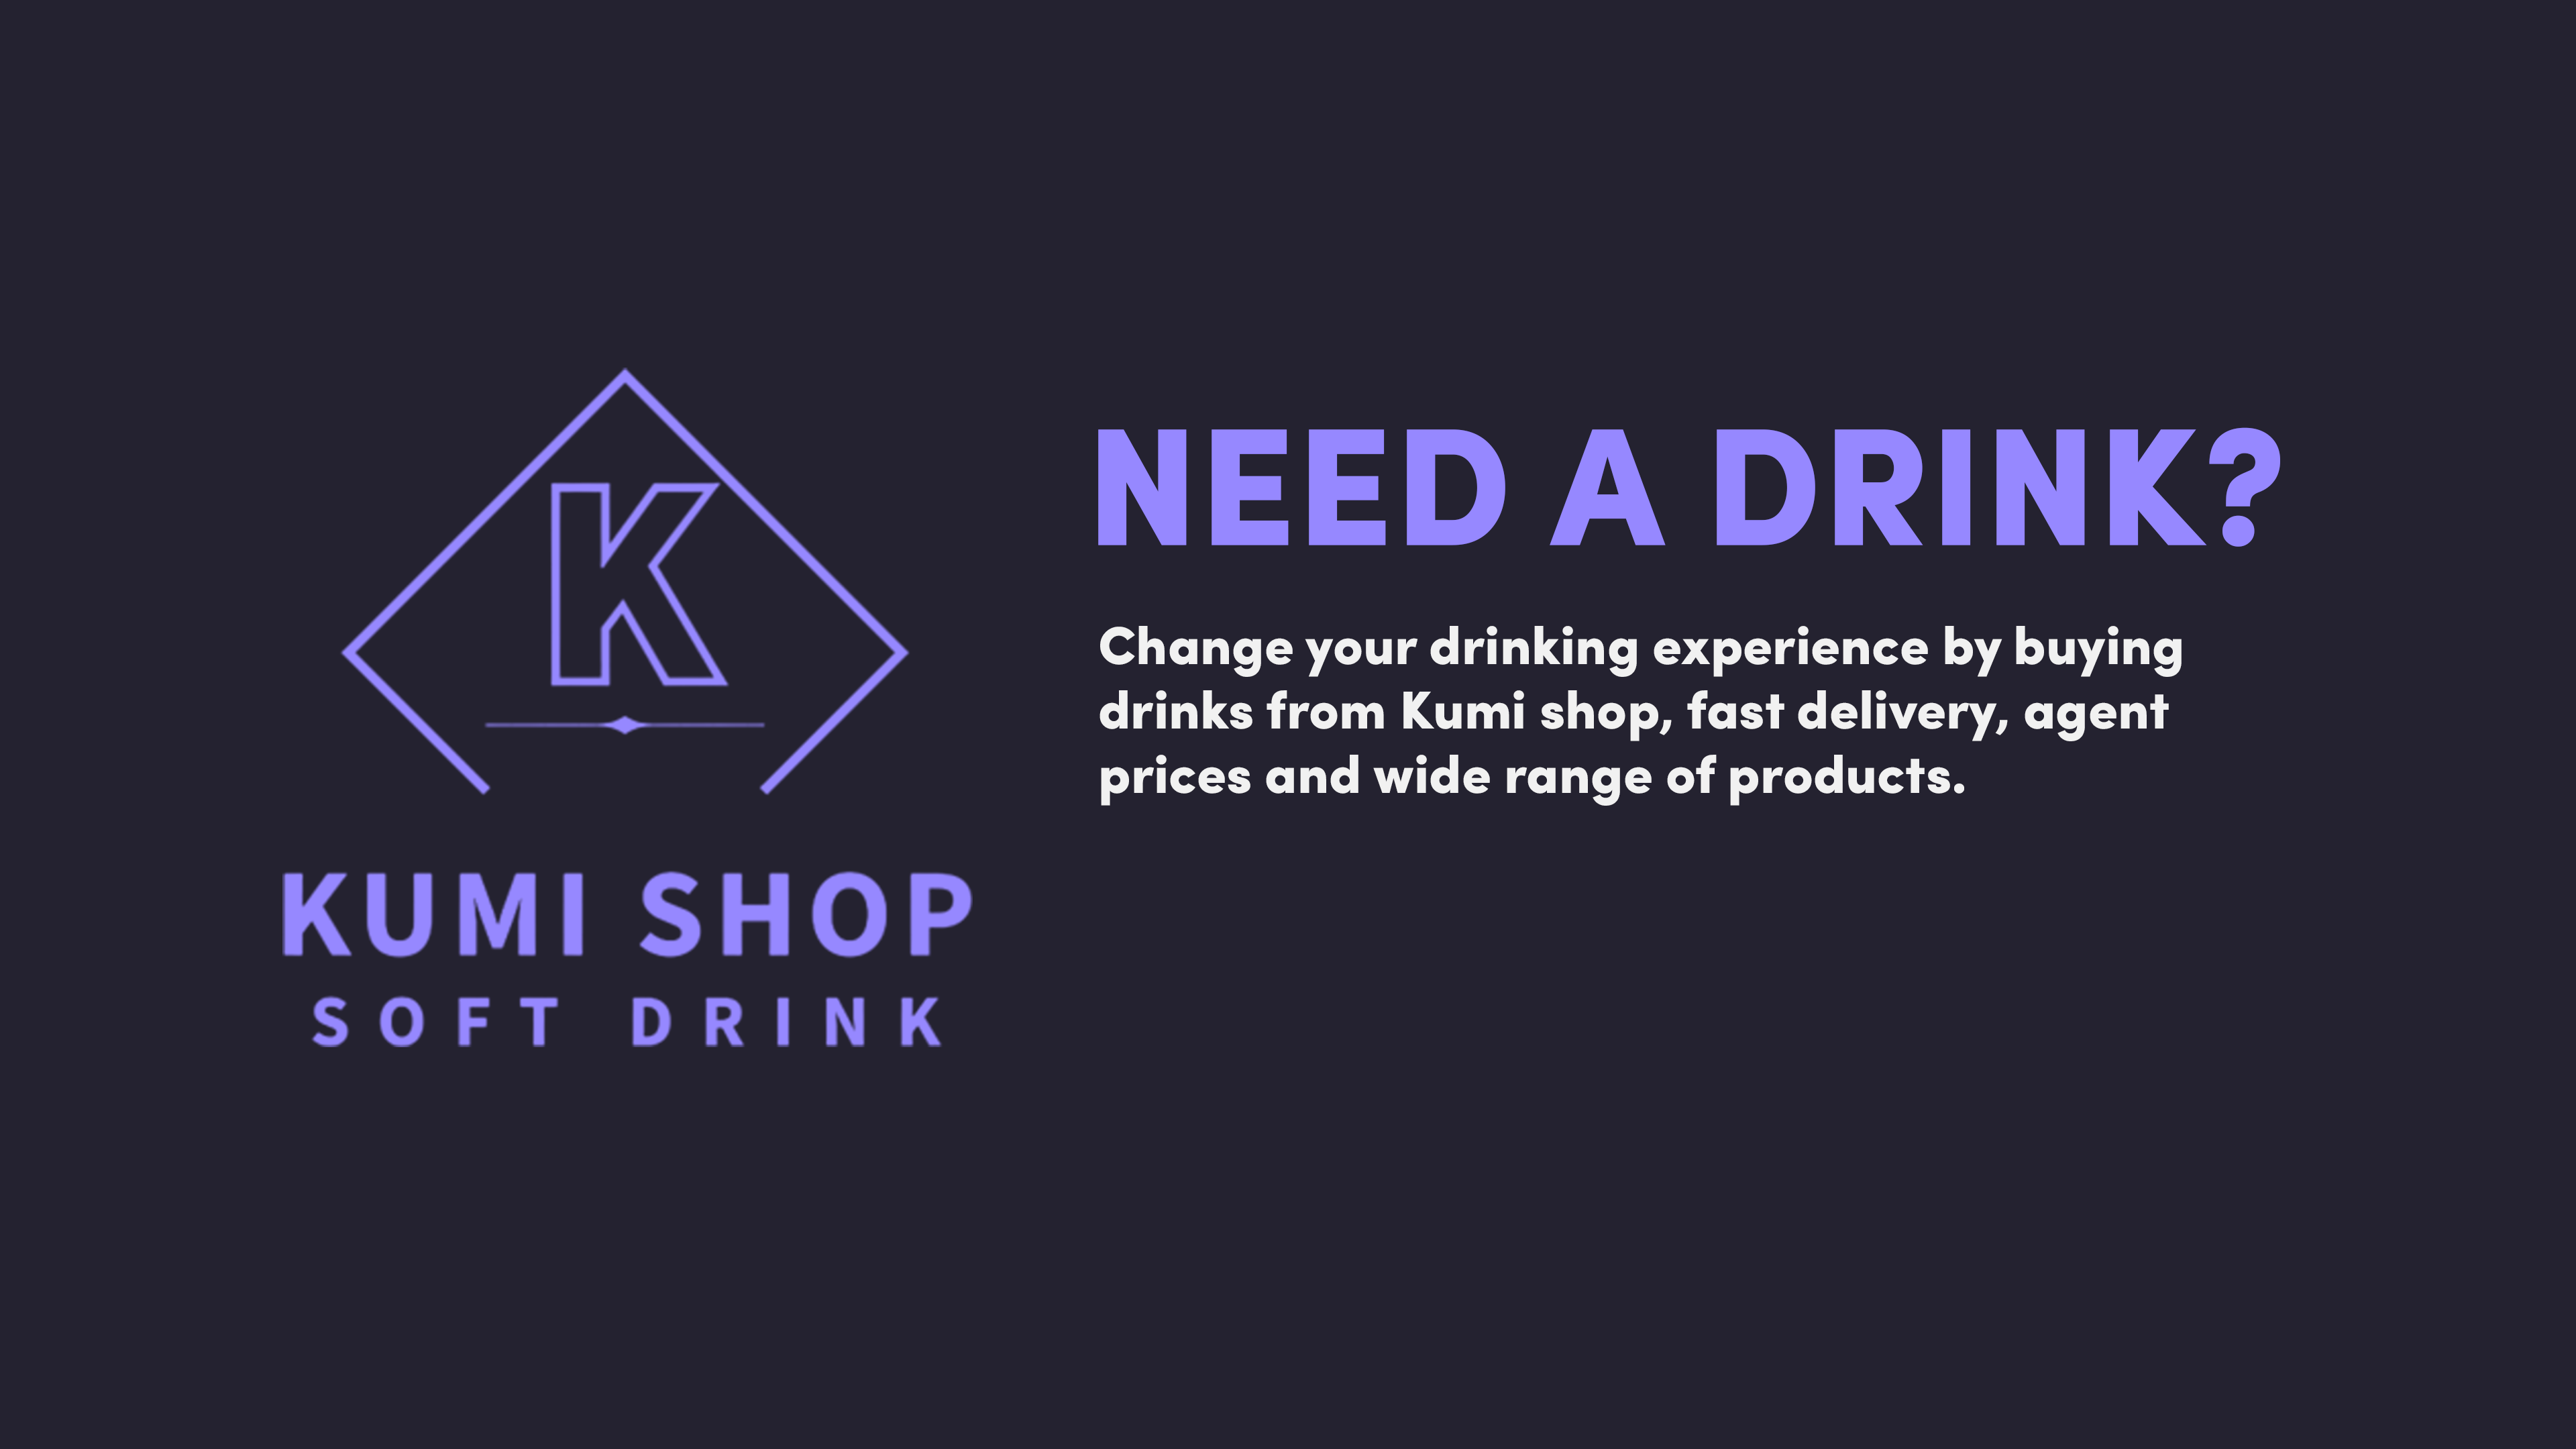 K
KUMI SHOP
SOFT DRINK
NEED A DRINK?
Change your drinking experience by buying
drinks from Kumi shop, fast delivery, agent
prices and wide range of products.